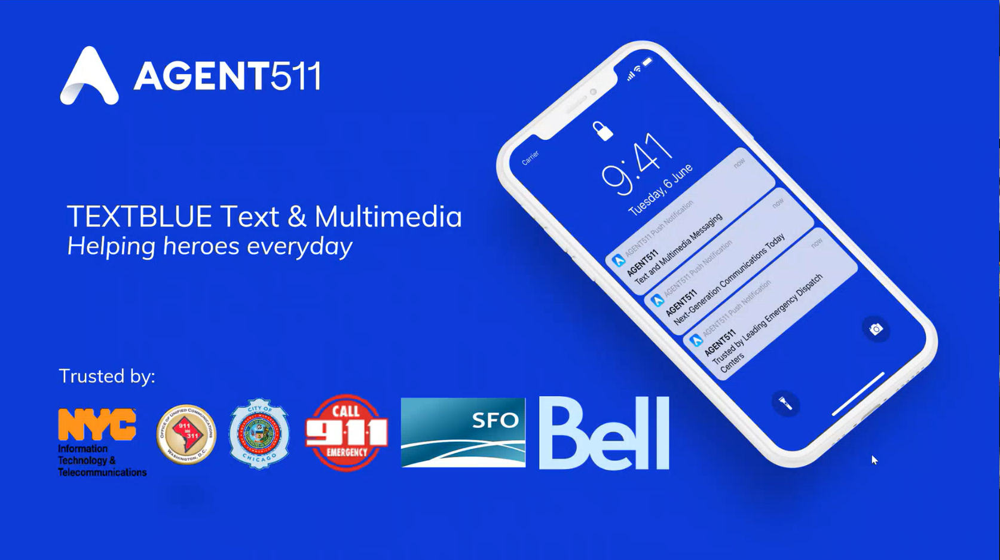 AGENT511
TEXTBLUE Text & Multimedia
Helping heroes everyday
Trusted by:
NYC
Information
Technology &
Telecommunications
OFFICE OF UNIFIED COMMUNICATIONS
911
311
WASHINGTON, D.C.
CITY OF
CHICAGO
CALL
9-1-1
EMERGENCY
SFO
Bell
Carrier
9:41
Tuesday, 6 June
AGENT511 Push Notification
now
AGENT511
Text and Multimedia Messaging
AGENT511 Push Notification
now
AGENT511
Next-Generation Communications Today
AGENT511 Push Notification
now
AGENT511
Trusted by Leading Emergency Dispatch
Centers